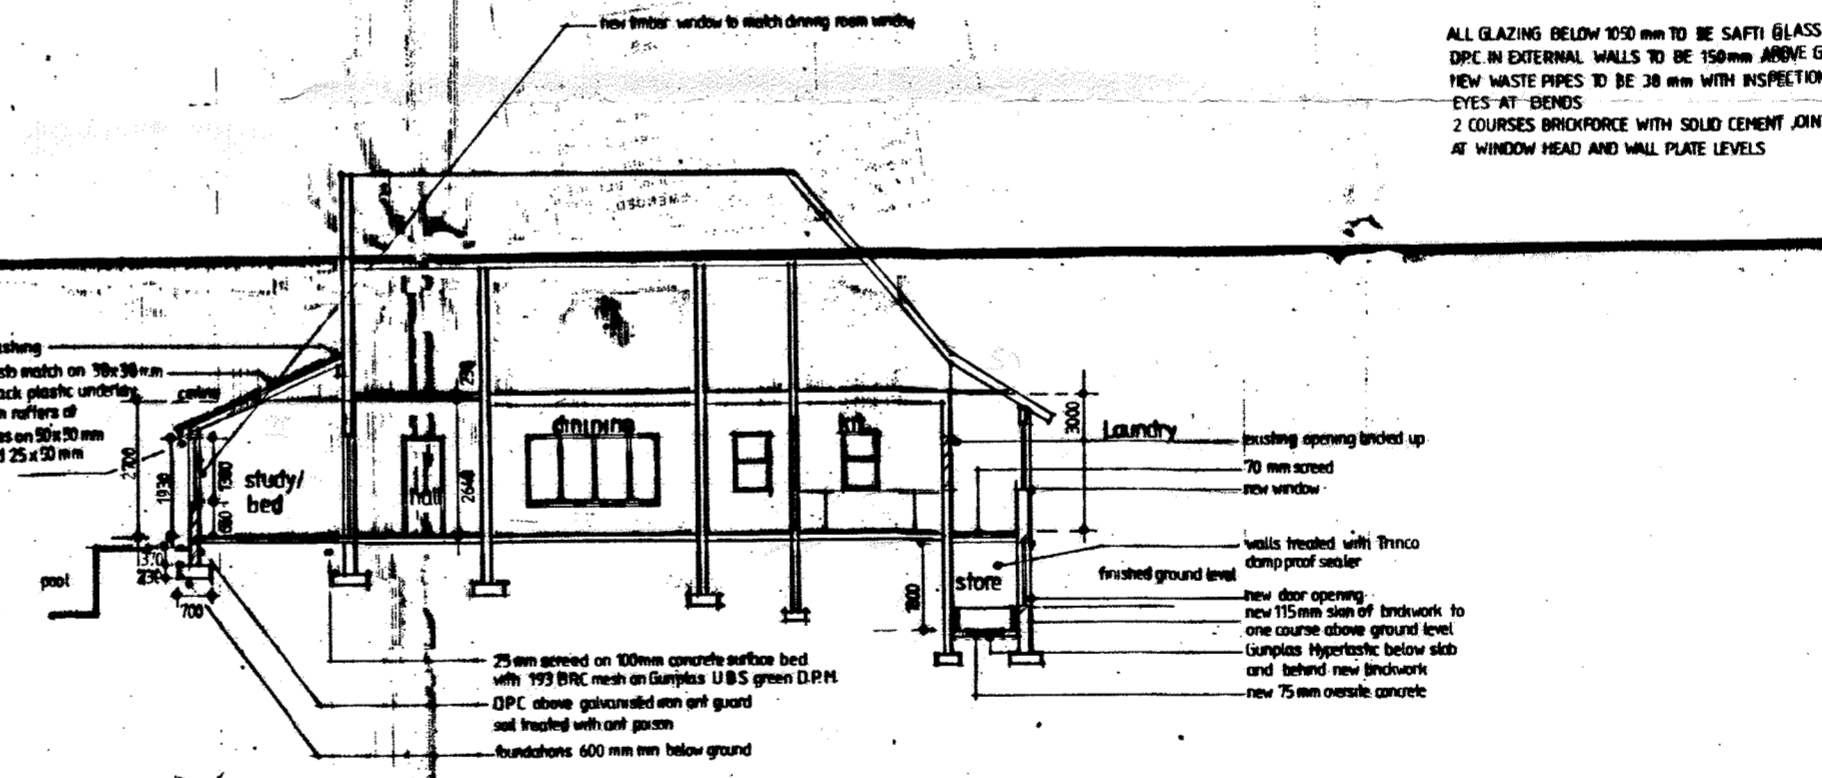 new timber window to match dining room window
ALL GLAZING BELOW 1050 mm TO BE SAFTI GLASS
D.P.C. IN EXTERNAL WALLS TO BE 150mm ABOVE G
NEW WASTE PIPES TO BE 38 mm WITH INSPECTION
EYES AT BENDS
2 COURSES BRICKFORCE WITH SOLID CEMENT JOIN
AT WINDOW HEAD AND WALL PLATE LEVELS
ashing
match on 38x38 mm
ack plastic underlay
rafters at
es on 50x50 mm
25x50 mm
ceiling
2700
1930
1380
study/
bed
hall
250
2640
dining
kit.
3000
Laundry
existing opening bricked up
70 mm screed
new window
walls treated with Trinco
damp proof sealer
finished ground level
store
1800
new door opening
new 115mm skin of brickwork to
one course above ground level
Gunplas Hyperlastic below slab
and behind new brickwork
new 75 mm oversite concrete
pool
370
230
700
25mm screed on 100mm concrete surface bed
with 193 BRC mesh on Gunplas U.B.S green D.P.M.
DPC above galvanised iron ant guard
soil treated with ant poison
foundations 600 mm min below ground